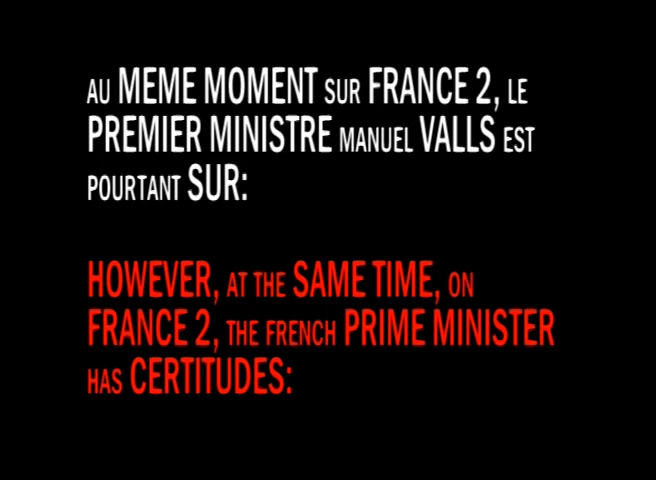 AU MEME MOMENT SUR FRANCE 2, LE
PREMIER MINISTRE MANUEL VALLS EST
POURTANT SUR:
HOWEVER, AT THE SAME TIME, ON
FRANCE 2, THE FRENCH PRIME MINISTER
HAS CERTITUDES: